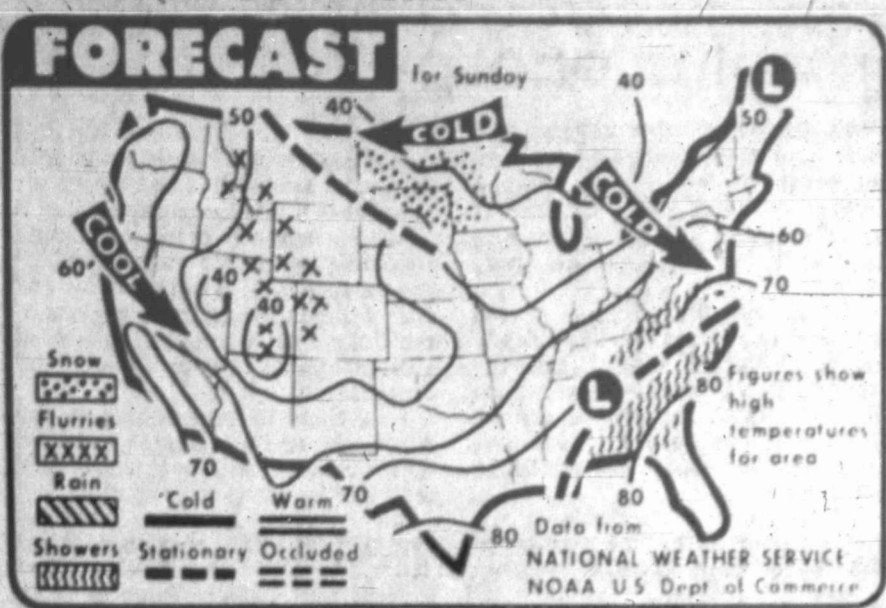 FORECAST
for Sunday
40
L
50
40
COLD
50
COLD
60
COOL
60
40
40
70
Snow
L
80
Figures show
high
temperatures
for area
Flurries
XXXX
70
Rain
70
Cold
Warm
80
80
Data from
Showers
Stationary
Occluded
NATIONAL WEATHER SERVICE
NOAA U S Dept of Commerce